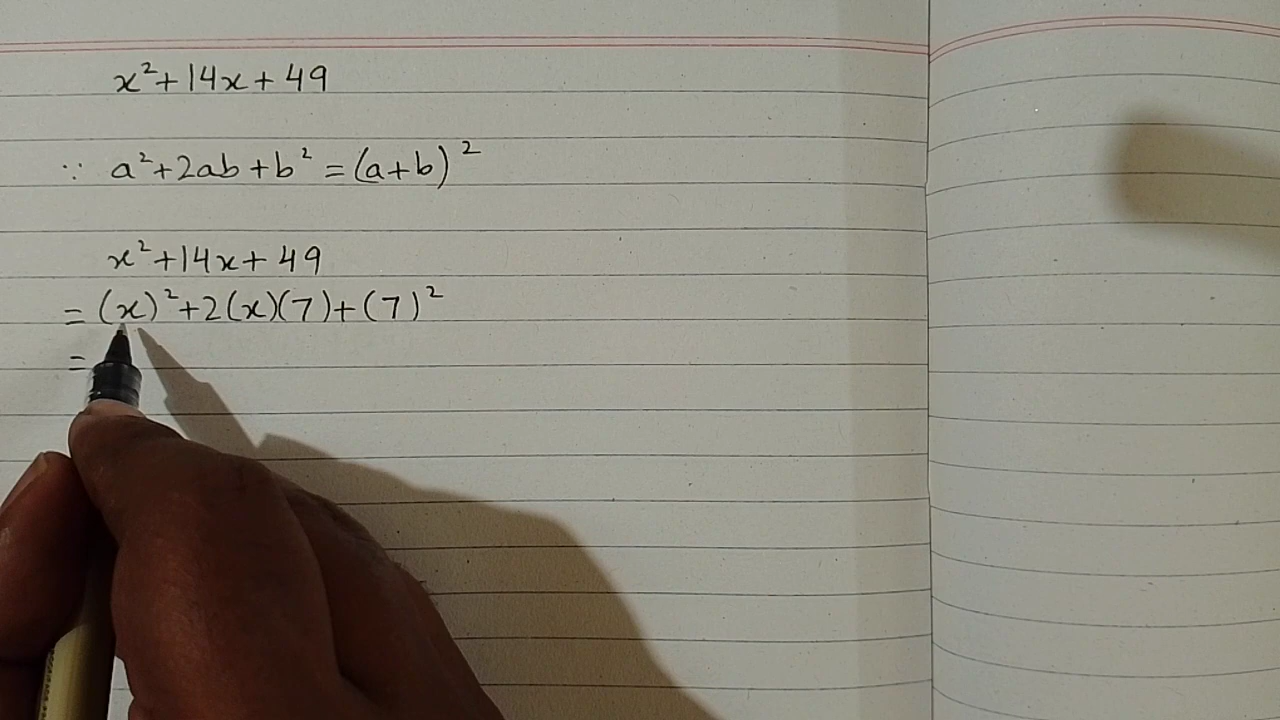 x²+14x+49
∵ a²+2ab+b²=(a+b)²
x²+14x+49
=(x)²+2(x)(7)+(7)²
=